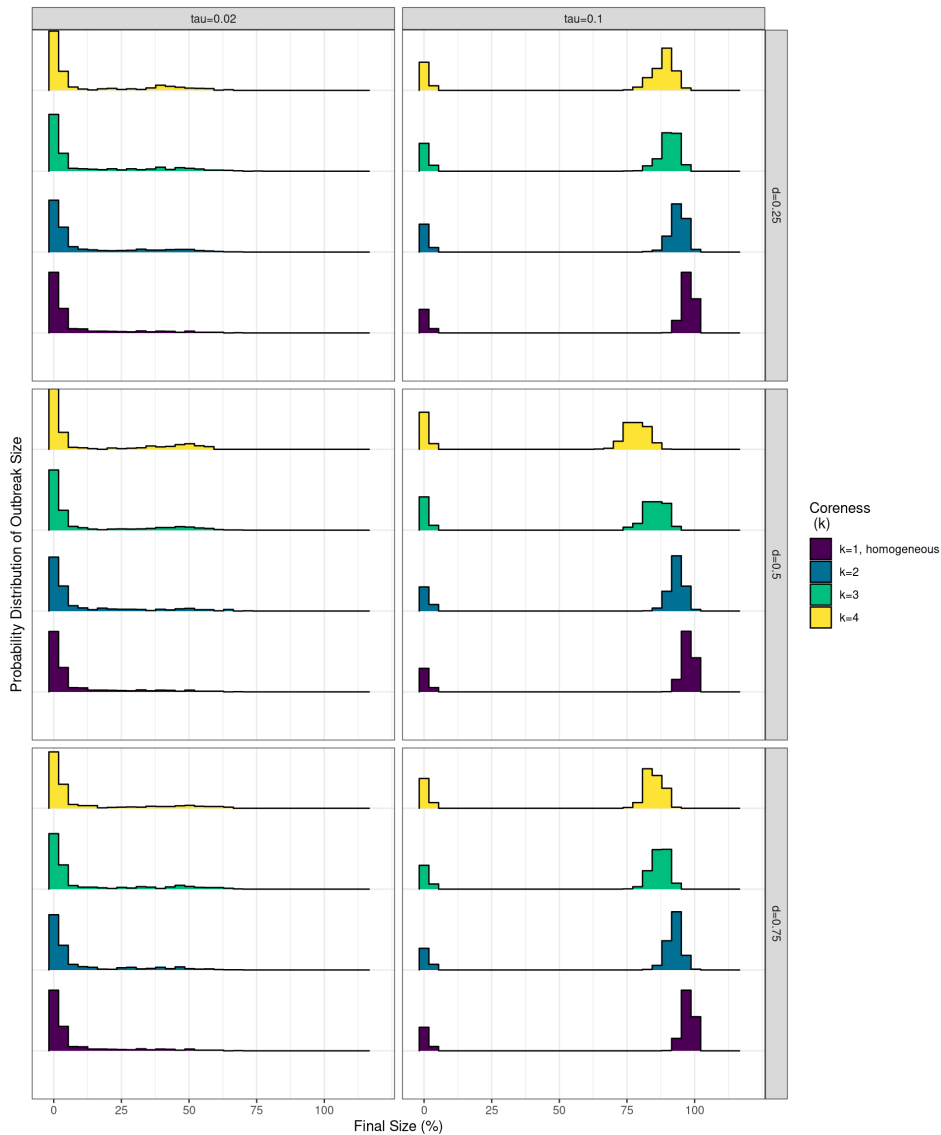 tau=0.02
tau=0.1
d=0.25
d=0.5
d=0.75
Probability Distribution of Outbreak Size
Coreness
(k)
k=1, homogeneous
k=2
k=3
k=4
0 25 50 75 100
0 25 50 75 100
Final Size (%)